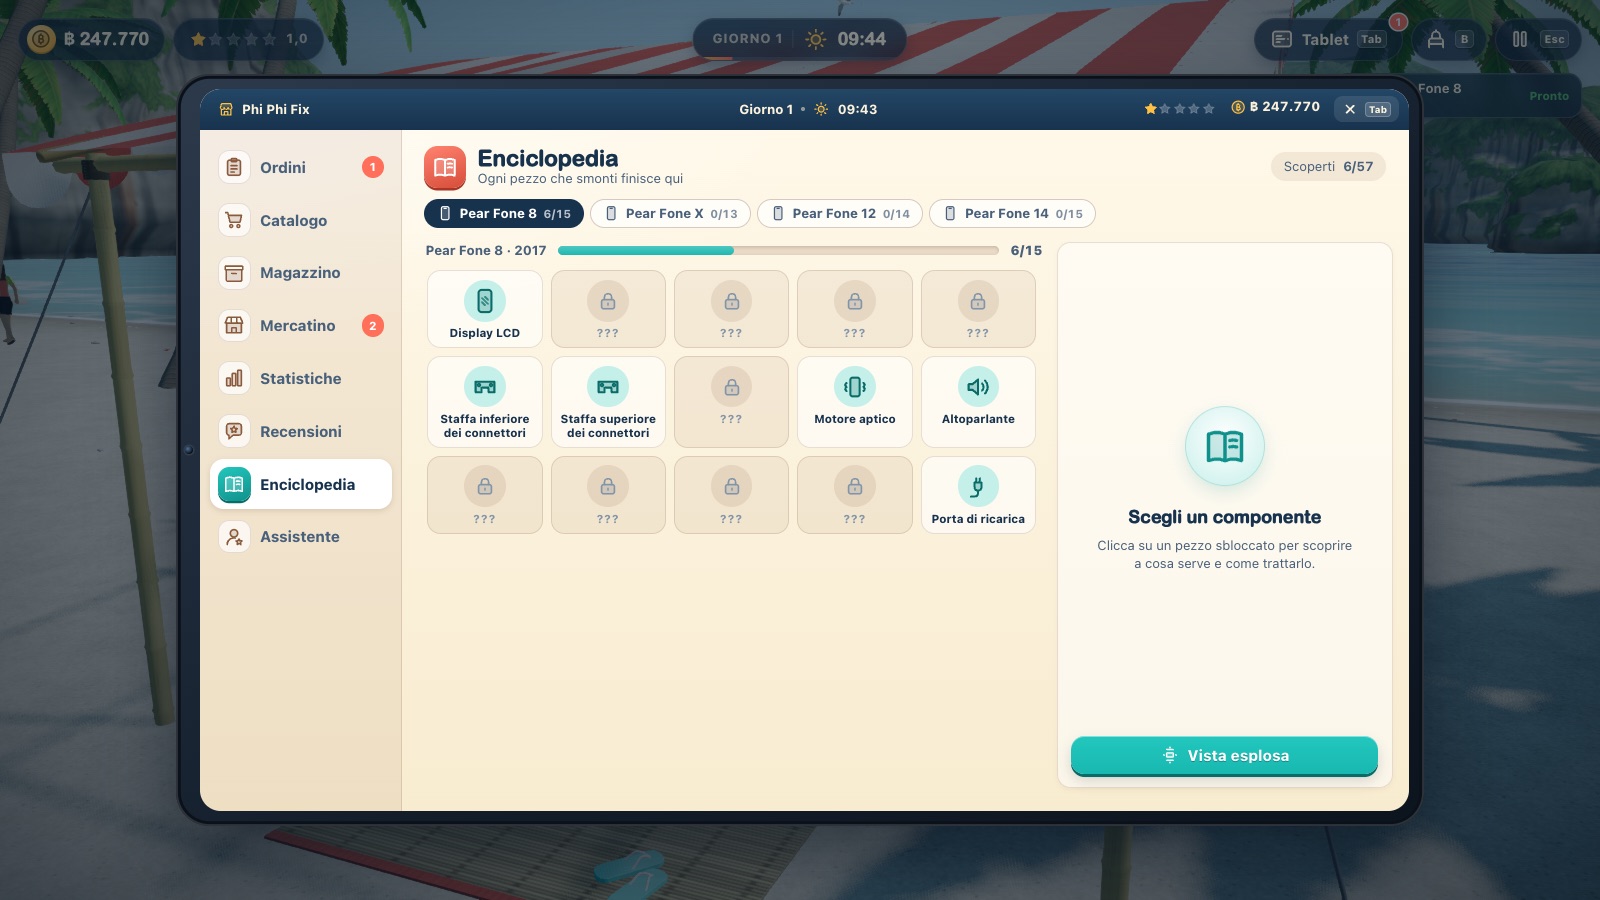 ฿ 247.770
1,0
GIORNO 1
09:44
Tablet Tab
1
B
Esc
Fone 8
Pronto
Phi Phi Fix
Giorno 1 • 09:43
฿ 247.770
Tab
Ordini 1
Catalogo
Magazzino
Mercatino 2
Statistiche
Recensioni
Enciclopedia
Assistente
Enciclopedia
Ogni pezzo che smonti finisce qui
Scoperti 6/57
Pear Fone 8 6/15
Pear Fone X 0/13
Pear Fone 12 0/14
Pear Fone 14 0/15
Pear Fone 8 · 2017
6/15
Display LCD
???
???
???
???
Staffa inferiore
dei connettori
Staffa superiore
dei connettori
???
Motore aptico
Altoparlante
???
???
???
???
Porta di ricarica
Scegli un componente
Clicca su un pezzo sbloccato per scoprire
a cosa serve e come trattarlo.
Vista esplosa